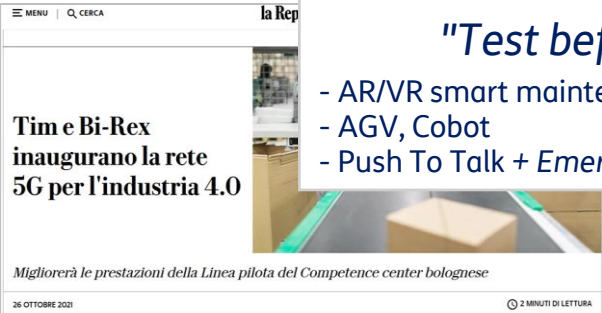 MENU | CERCA
la Rep
"Test bef
- AR/VR smart mainte
- AGV, Cobot
- Push To Talk + Emer
Tim e Bi-Rex
inaugurano la rete
5G per l'industria 4.0
Migliorerà le prestazioni della Linea pilota del Competence center bolognese
26 OTTOBRE 2021
2 MINUTI DI LETTURA